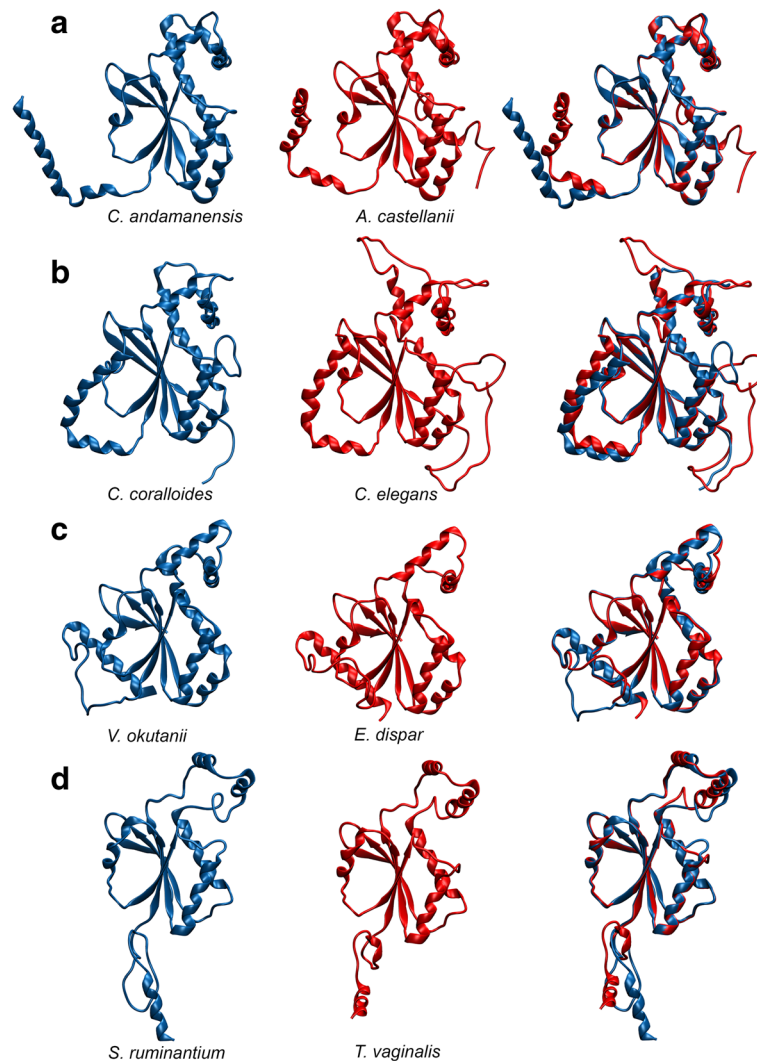 a
C. andamanensis
A. castellanii
b
C. coralloides
C. elegans
c
V. okutanii
E. dispar
d
S. ruminantium
T. vaginalis